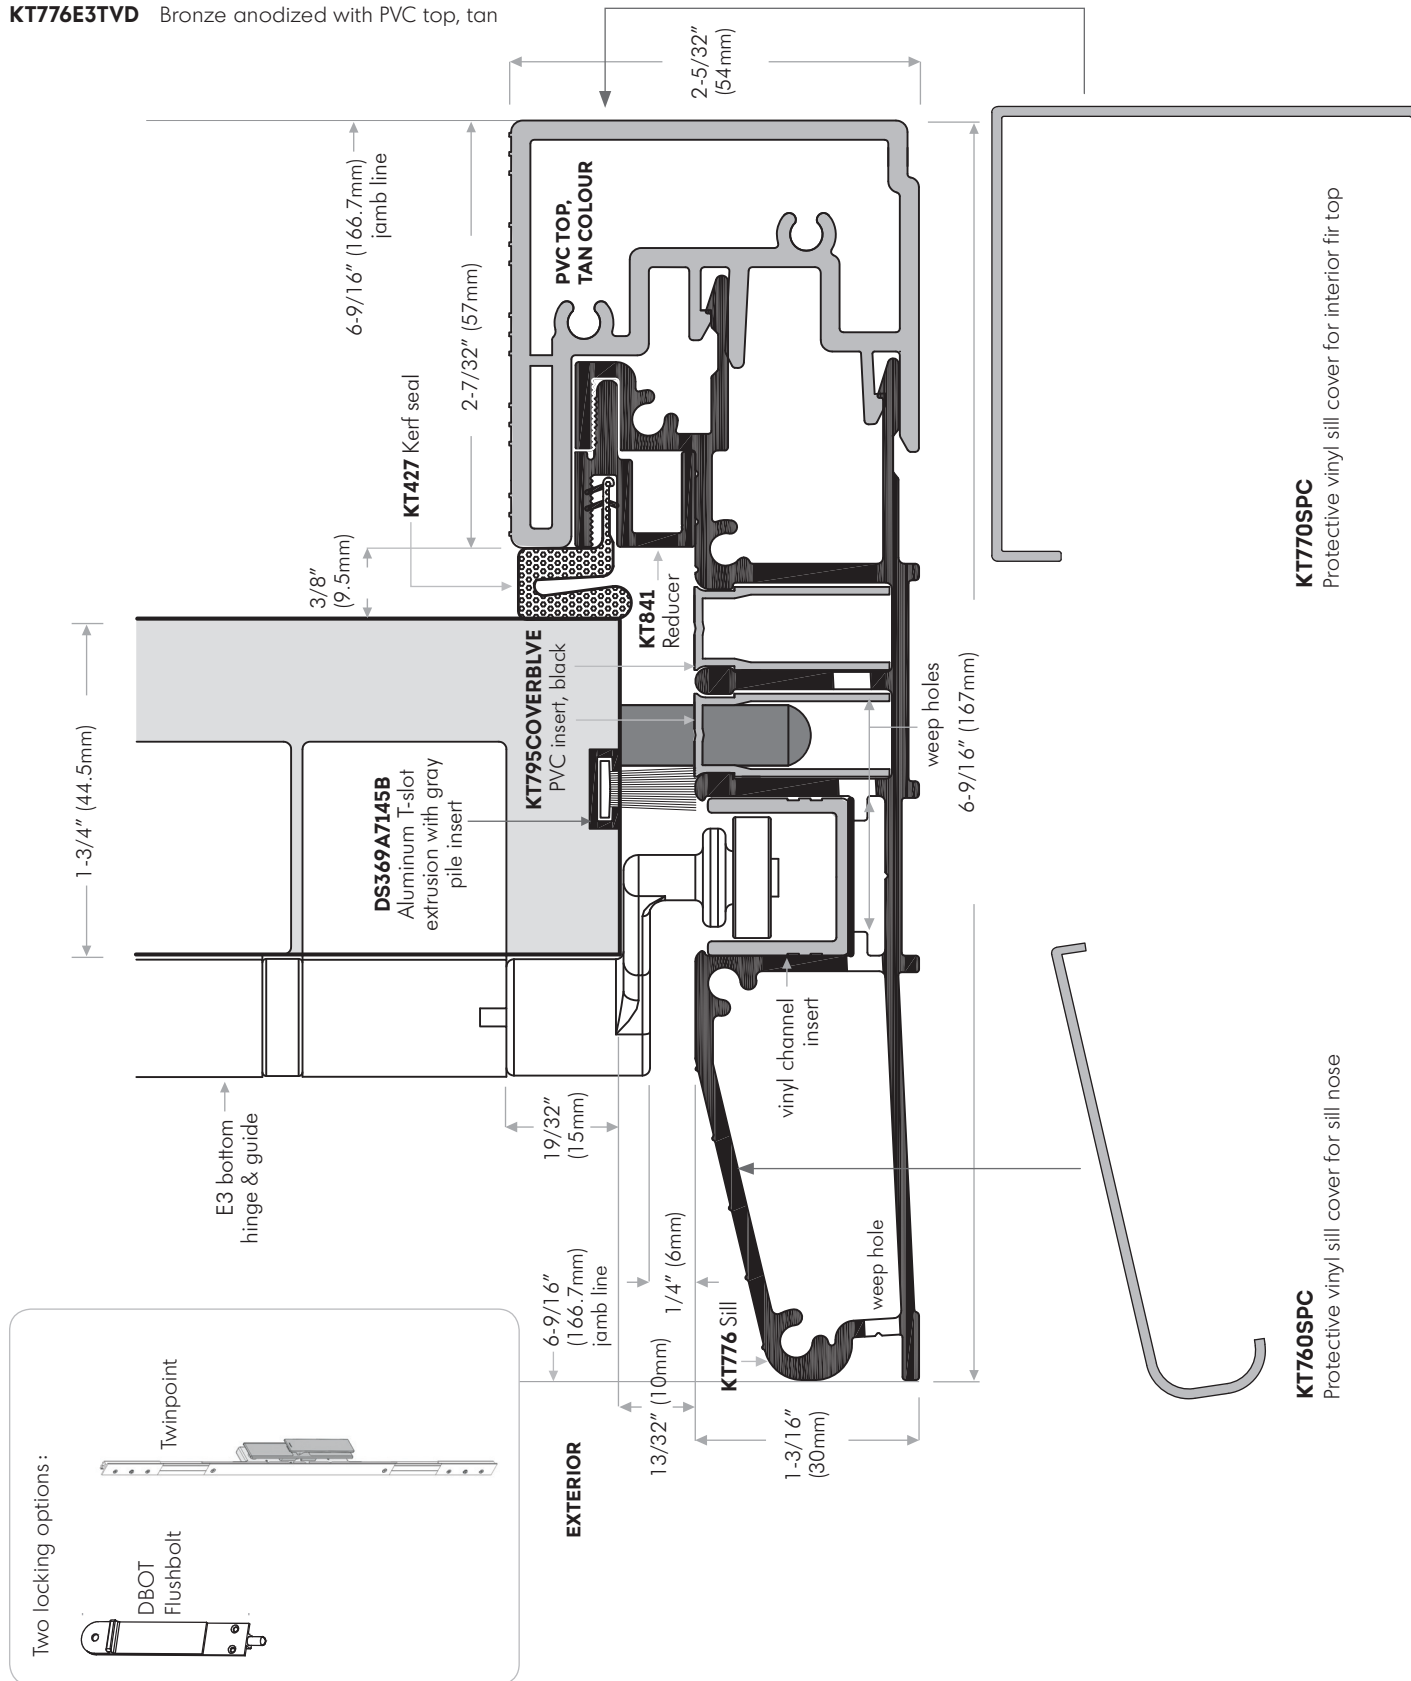 KT776E3TVD Bronze anodized with PVC top, tan
2-5/32"
(54mm)
6-9/16" (166.7mm)
jamb line
2-7/32" (57mm)
PVC TOP,
TAN COLOUR
KT427 Kerf seal
3/8"
(9.5mm)
KT841
Reducer
KT795COVERBLVE
PVC insert, black
1-3/4" (44.5mm)
DS369A7145B
Aluminum T-slot
extrusion with gray
pile insert
weep holes
6-9/16" (167mm)
KT770SPC
Protective vinyl sill cover for interior fir top
vinyl channel
insert
E3 bottom
hinge & guide
19/32"
(15mm)
6-9/16"
(166.7mm)
jamb line
1/4" (6mm)
KT776 Sill
weep hole
13/32" (10mm)
1-3/16"
(30mm)
EXTERIOR
KT760SPC
Protective vinyl sill cover for sill nose
Two locking options:
Twinpoint
DBOT
Flushbolt